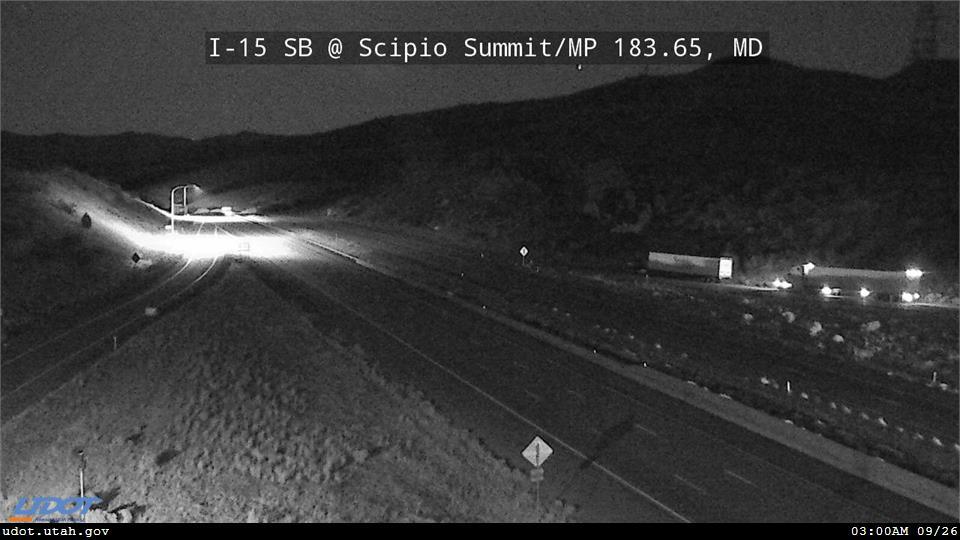 I-15 SB @ Scipio Summit/MP 183.65, MD
UDOT
udot.utah.gov 03:00AM 09/26